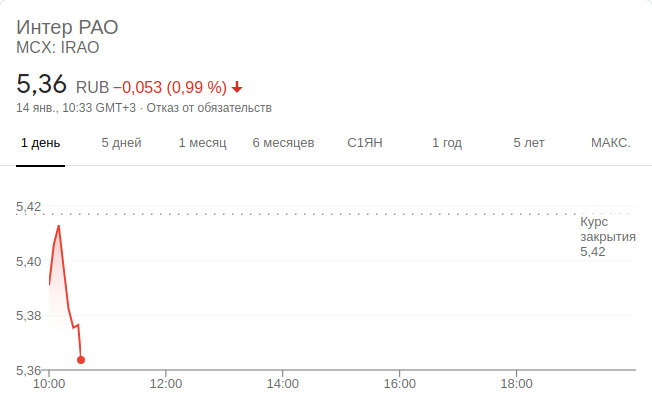 Интер РАО
MCX: IRAO
5,36 RUB −0,053 (0,99 %)
14 янв., 10:33 GMT+3 · Отказ от обязательств
1 день 5 дней 1 месяц 6 месяцев С1ЯН 1 год 5 лет МАКС.
5,42
Курс
закрытия
5,42
5,40
5,38
5,36
10:00 12:00 14:00 16:00 18:00